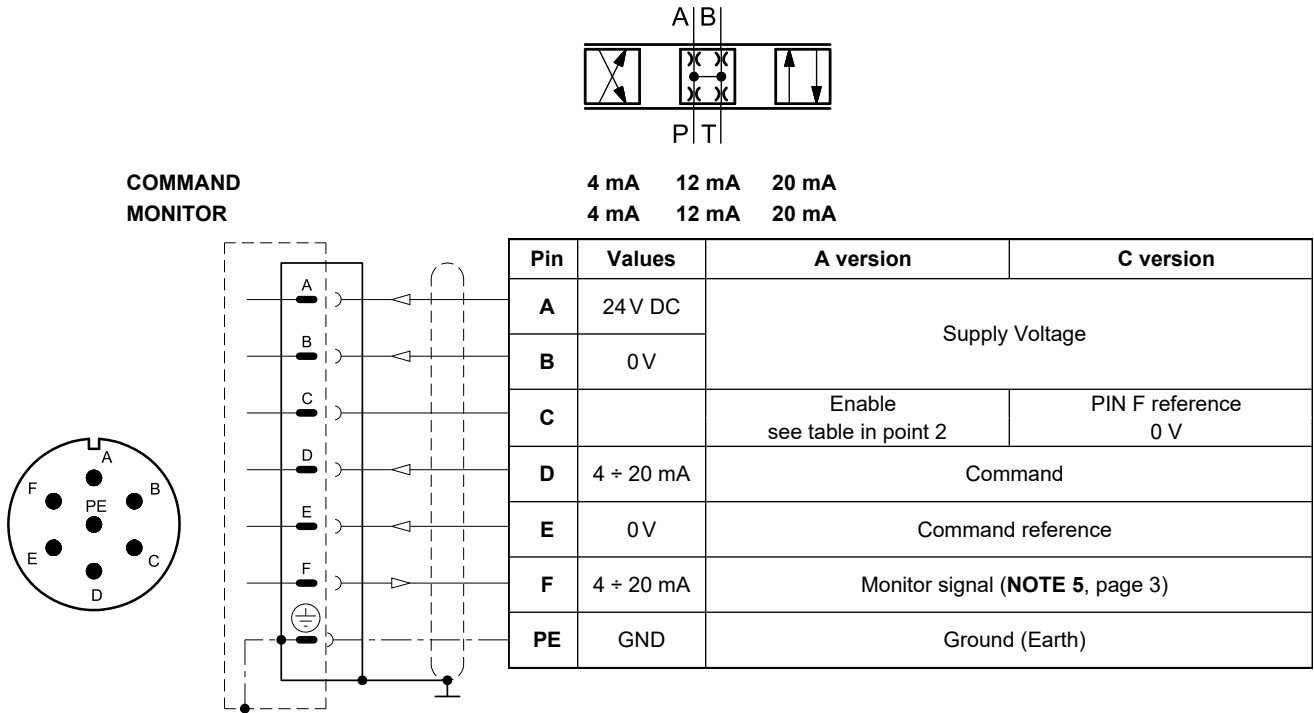 A B
P T
COMMAND 4 mA 12 mA 20 mA
MONITOR 4 mA 12 mA 20 mA
Pin Values A version C version
A 24 V DC Supply Voltage
B 0 V
C Enable PIN F reference
see table in point 2 0 V
D 4 ÷ 20 mA Command
E 0 V Command reference
F 4 ÷ 20 mA Monitor signal (NOTE 5, page 3)
PE GND Ground (Earth)
A
B
C
D
E
F
A
F B
PE
E C
D